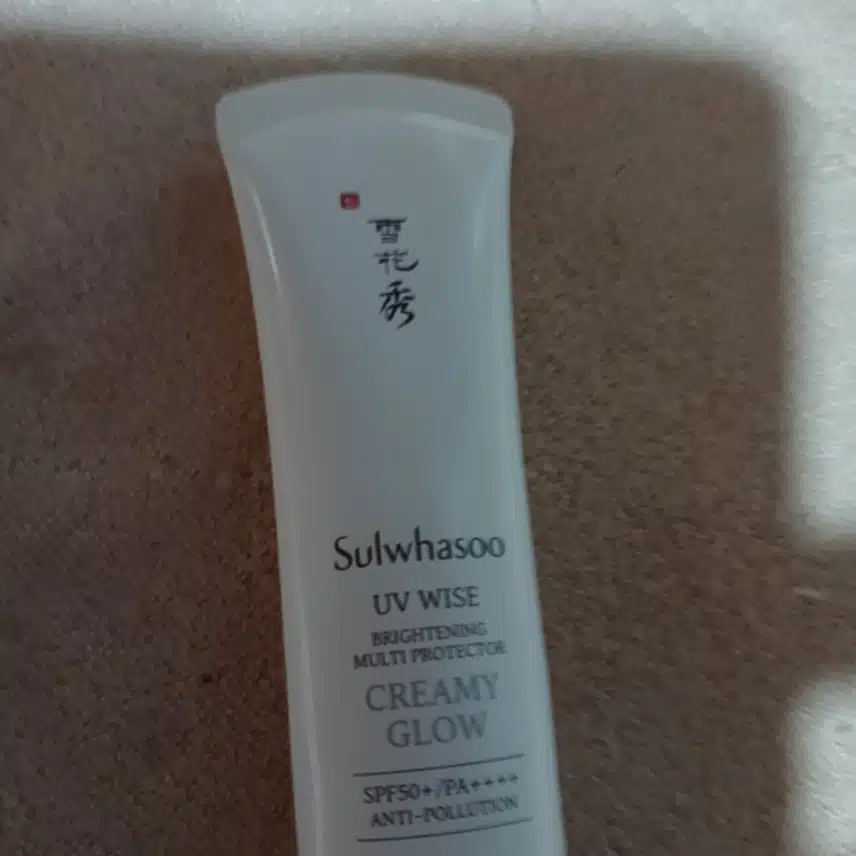 雪
花
秀
Sulwhasoo
UV WISE
BRIGHTENING
MULTI PROTECTOR
CREAMY
GLOW
SPF50+/PA++++
ANTI-POLLUTION